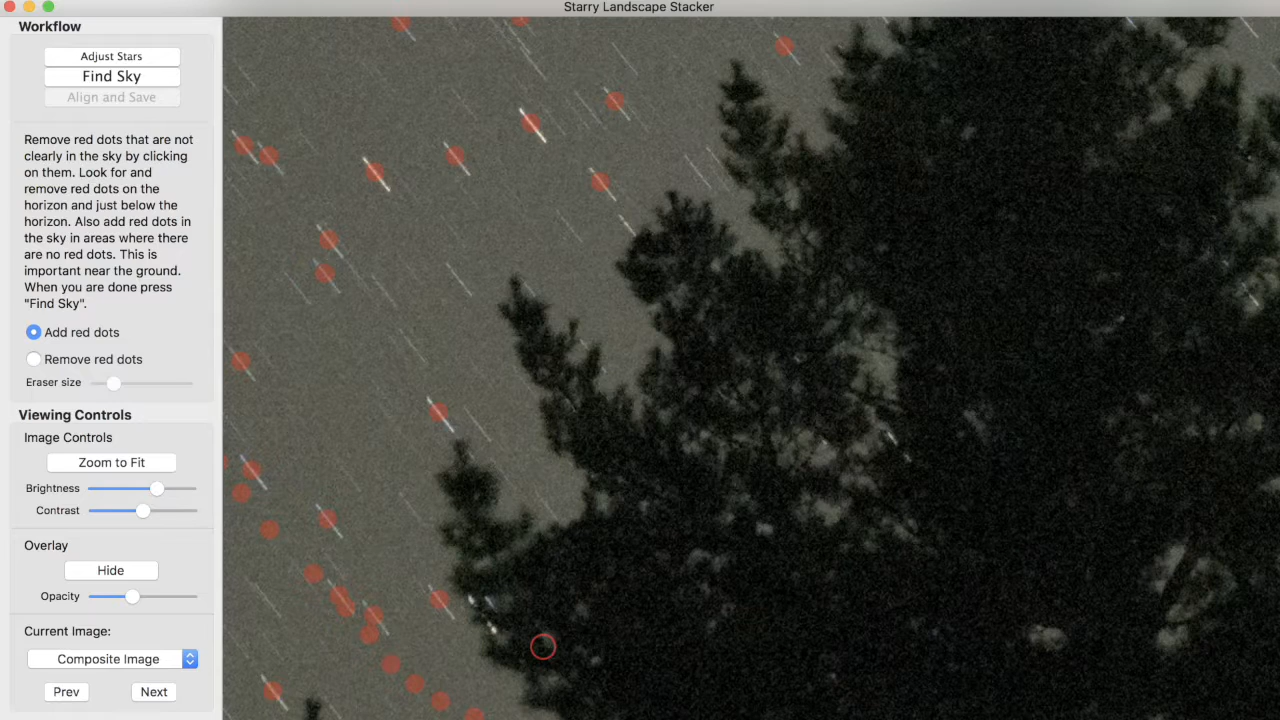 Starry Landscape Stacker
Workflow
Adjust Stars
Find Sky
Align and Save
Remove red dots that are not
clearly in the sky by clicking
on them. Look for and
remove red dots on the
horizon and just below the
horizon. Also add red dots in
the sky in areas where there
are no red dots. This is
important near the ground.
When you are done press
"Find Sky".
Add red dots
Remove red dots
Eraser size
Viewing Controls
Image Controls
Zoom to Fit
Brightness
Contrast
Overlay
Hide
Opacity
Current Image:
Composite Image
Prev
Next